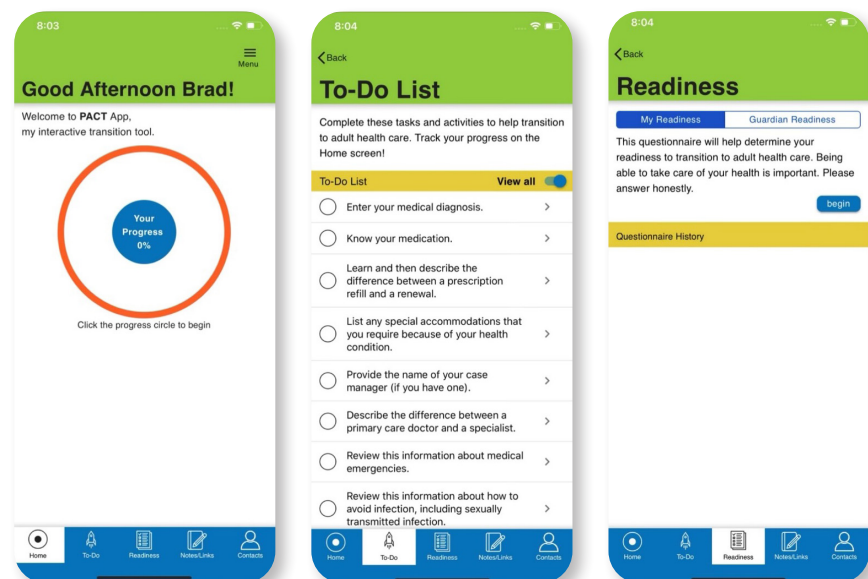 8:03
Menu
Good Afternoon Brad!
Welcome to PACT App,
my interactive transition tool.
Your
Progress
0%
Click the progress circle to begin
Home
To-Do
Readiness
Notes/Links
Contacts
8:04
Back
To-Do List
Complete these tasks and activities to help transition
to adult health care. Track your progress on the
Home screen!
To-Do List
View all
Enter your medical diagnosis.
Know your medication.
Learn and then describe the
difference between a prescription
refill and a renewal.
List any special accommodations that
you require because of your health
condition.
Provide the name of your case
manager (if you have one).
Describe the difference between a
primary care doctor and a specialist.
Review this information about medical
emergencies.
Review this information about how to
avoid infection, including sexually
transmitted infection.
Home
To-Do
Readiness
Notes/Links
Contacts
8:04
Back
Readiness
My Readiness
Guardian Readiness
This questionnaire will help determine your
readiness to transition to adult health care. Being
able to take care of your health is important. Please
answer honestly.
begin
Questionnaire History
Home
To-Do
Readiness
Notes/Links
Contacts